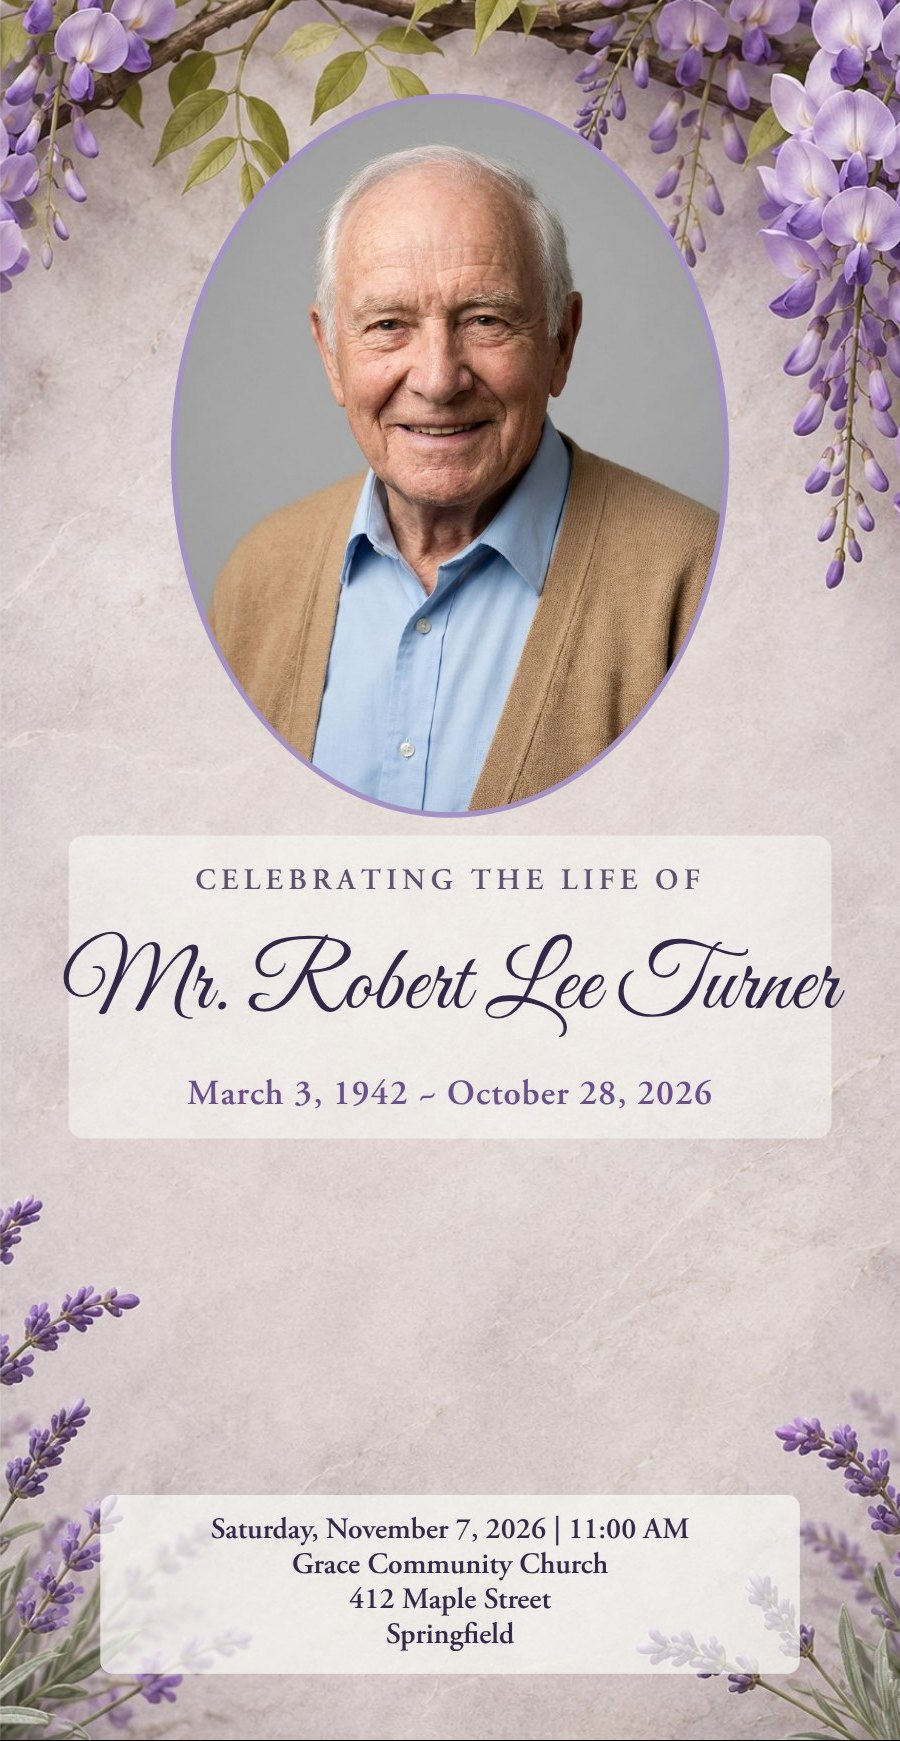 CELEBRATING THE LIFE OF
Mr. Robert Lee Turner
March 3, 1942 ~ October 28, 2026
Saturday, November 7, 2026 | 11:00 AM
Grace Community Church
412 Maple Street
Springfield